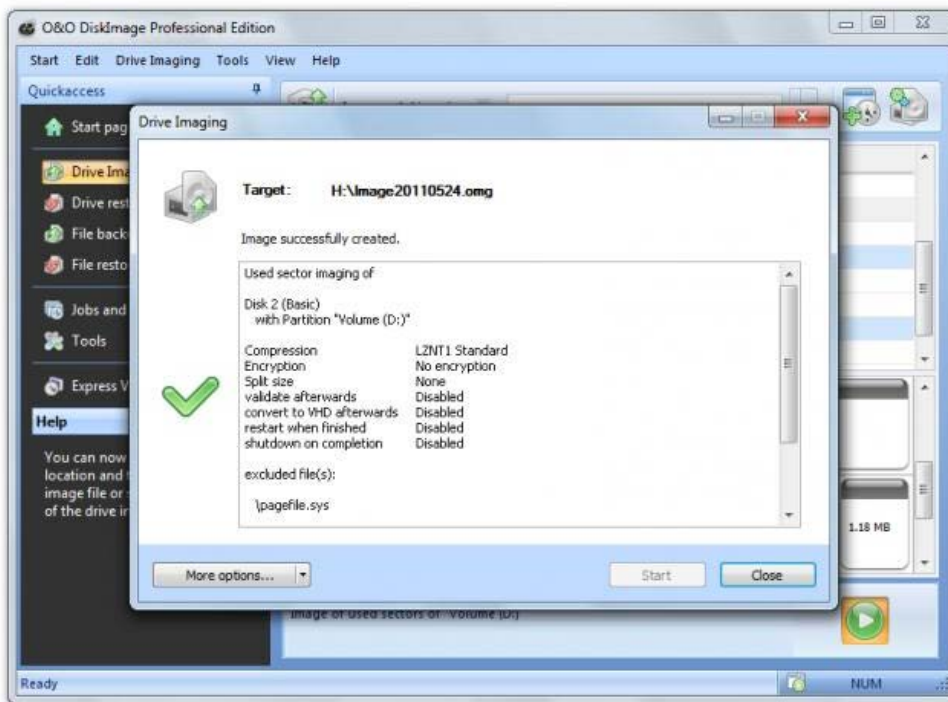 O&O DiskImage Professional Edition
Start Edit Drive Imaging Tools View Help
Quickaccess
Start pag
Drive Ima
Drive rest
File back
File resto
Jobs and
Tools
Express V
Help
You can now
location and
image file or
of the drive in
Drive Imaging
Target: H:\Image20110524.omg
Image successfully created.
Used sector imaging of
Disk 2 (Basic)
with Partition "Volume (D:)"
Compression LZNT1 Standard
Encryption No encryption
Split size None
validate afterwards Disabled
convert to VHD afterwards Disabled
restart when finished Disabled
shutdown on completion Disabled
excluded file(s):
\pagefile.sys
More options...
Start
Close
1.18 MB
Image of Used sectors of "Volume (D:)"
Ready
NUM